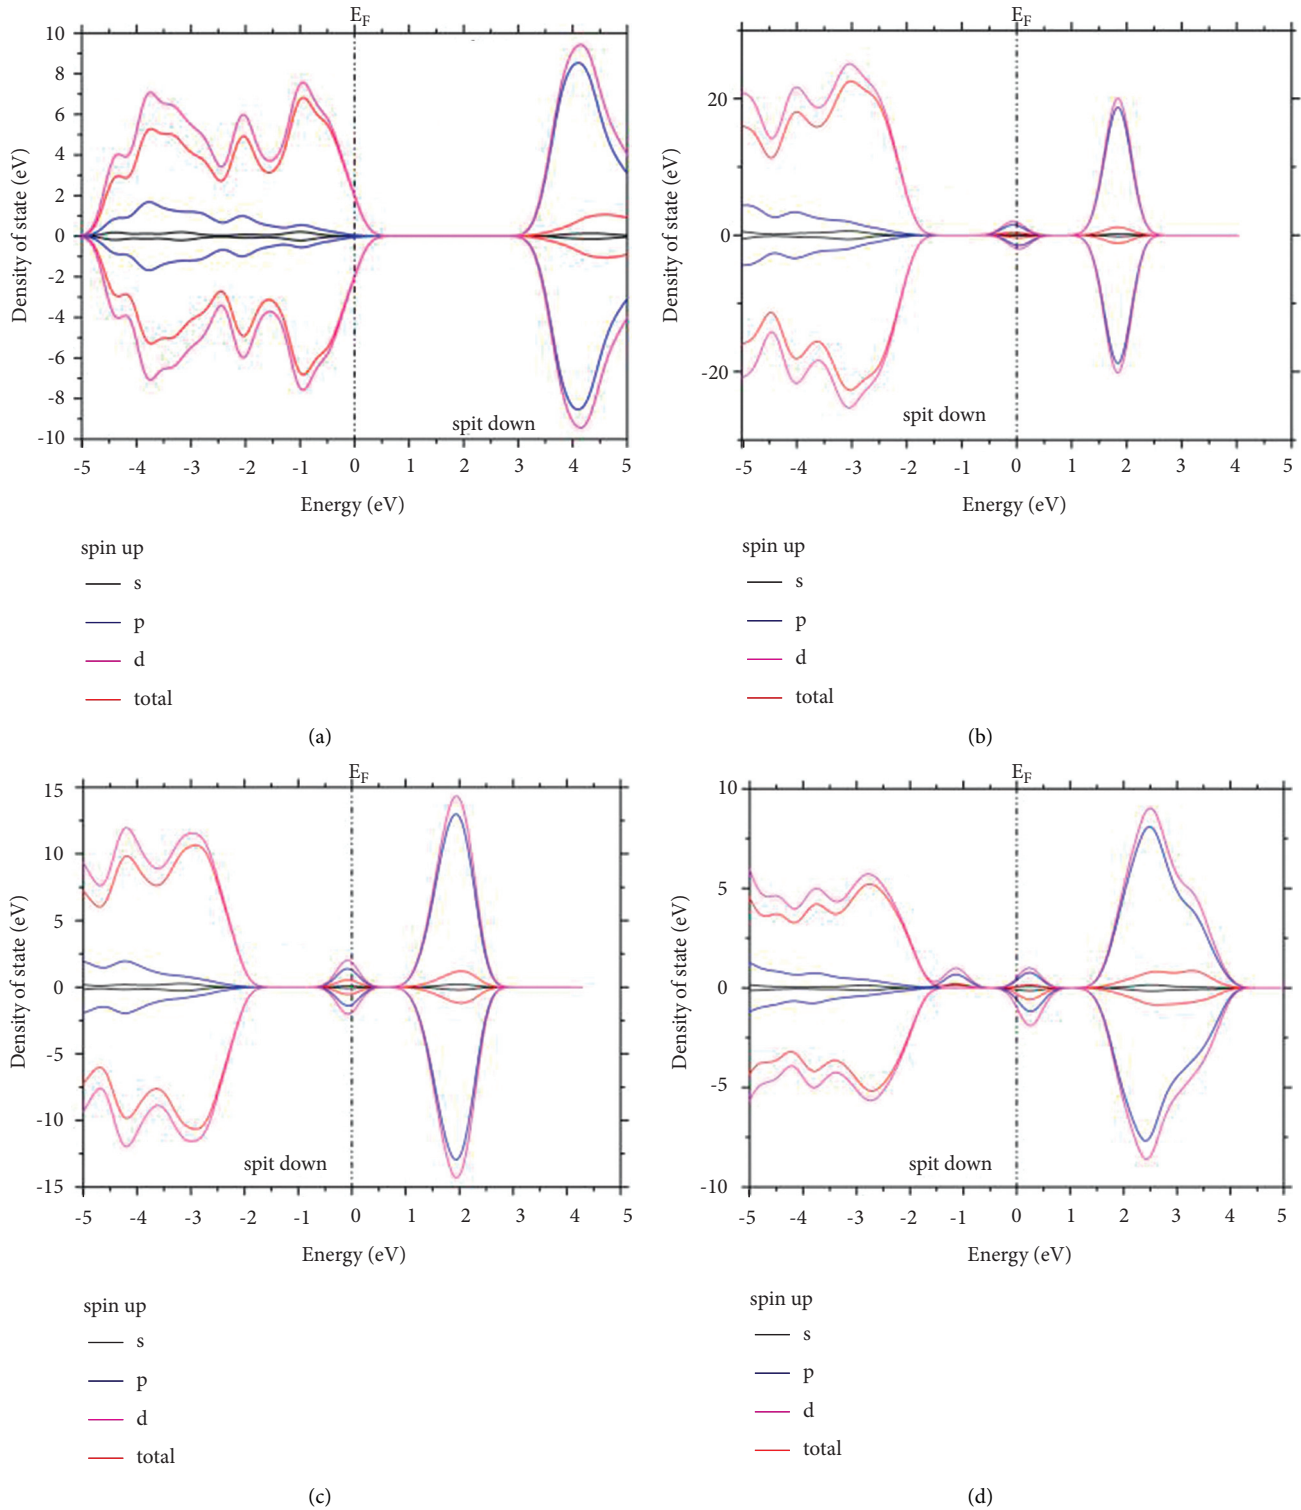 E_F
10
8
6
4
2
0
-2
-4
-6
-8
-10
Density of state (eV)
spit down
-5 -4 -3 -2 -1 0 1 2 3 4 5
Energy (eV)
spin up
s
p
d
total
(a)
E_F
20
0
-20
Density of state (eV)
spit down
-5 -4 -3 -2 -1 0 1 2 3 4 5
Energy (eV)
spin up
s
p
d
total
(b)
E_F
15
10
5
0
-5
-10
-15
Density of state (eV)
spit down
-5 -4 -3 -2 -1 0 1 2 3 4 5
Energy (eV)
spin up
s
p
d
total
(c)
E_F
10
5
0
-5
-10
Density of state (eV)
spit down
-5 -4 -3 -2 -1 0 1 2 3 4 5
Energy (eV)
spin up
s
p
d
total
(d)